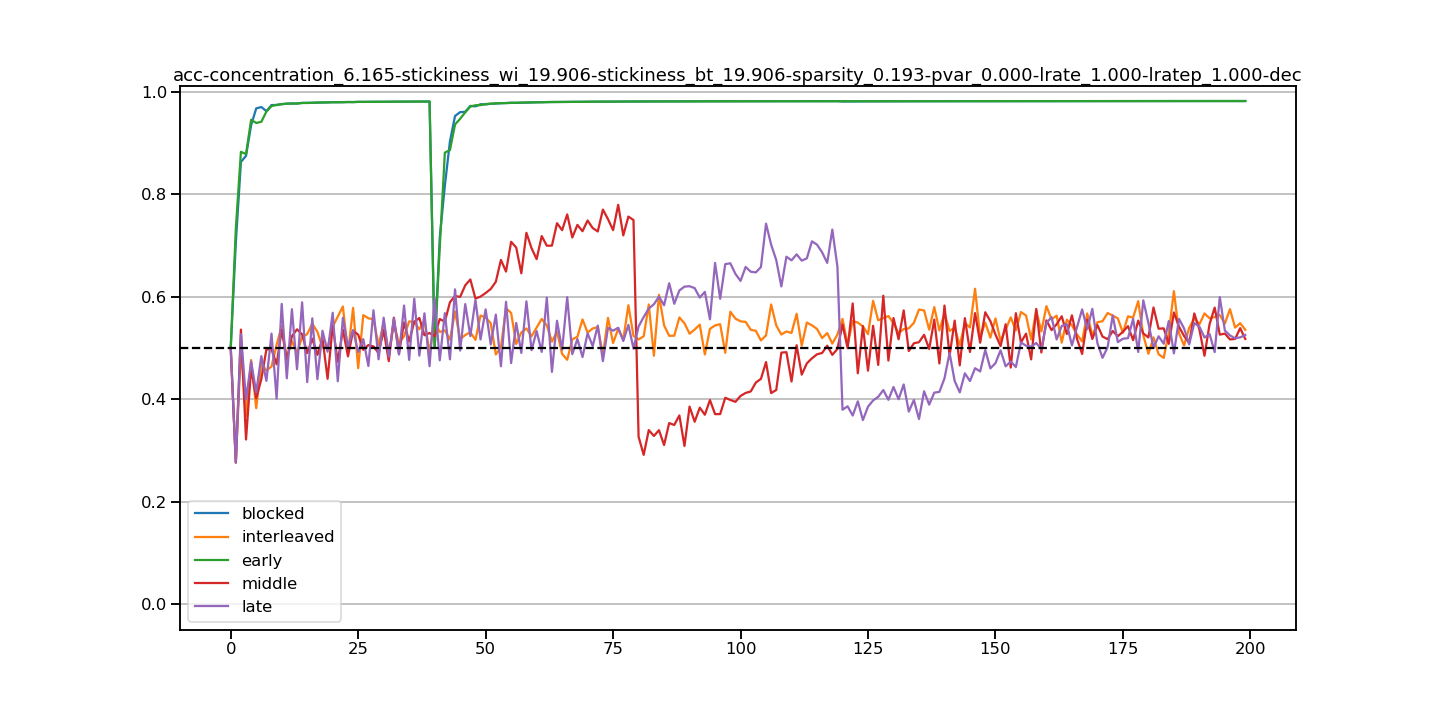 acc-concentration_6.165-stickiness_wi_19.906-stickiness_bt_19.906-sparsity_0.193-pvar_0.000-lrate_1.000-lratep_1.000-dec
1.0
0.8
0.6
0.4
0.2
0.0
blocked
interleaved
early
middle
late
0 25 50 75 100 125 150 175 200